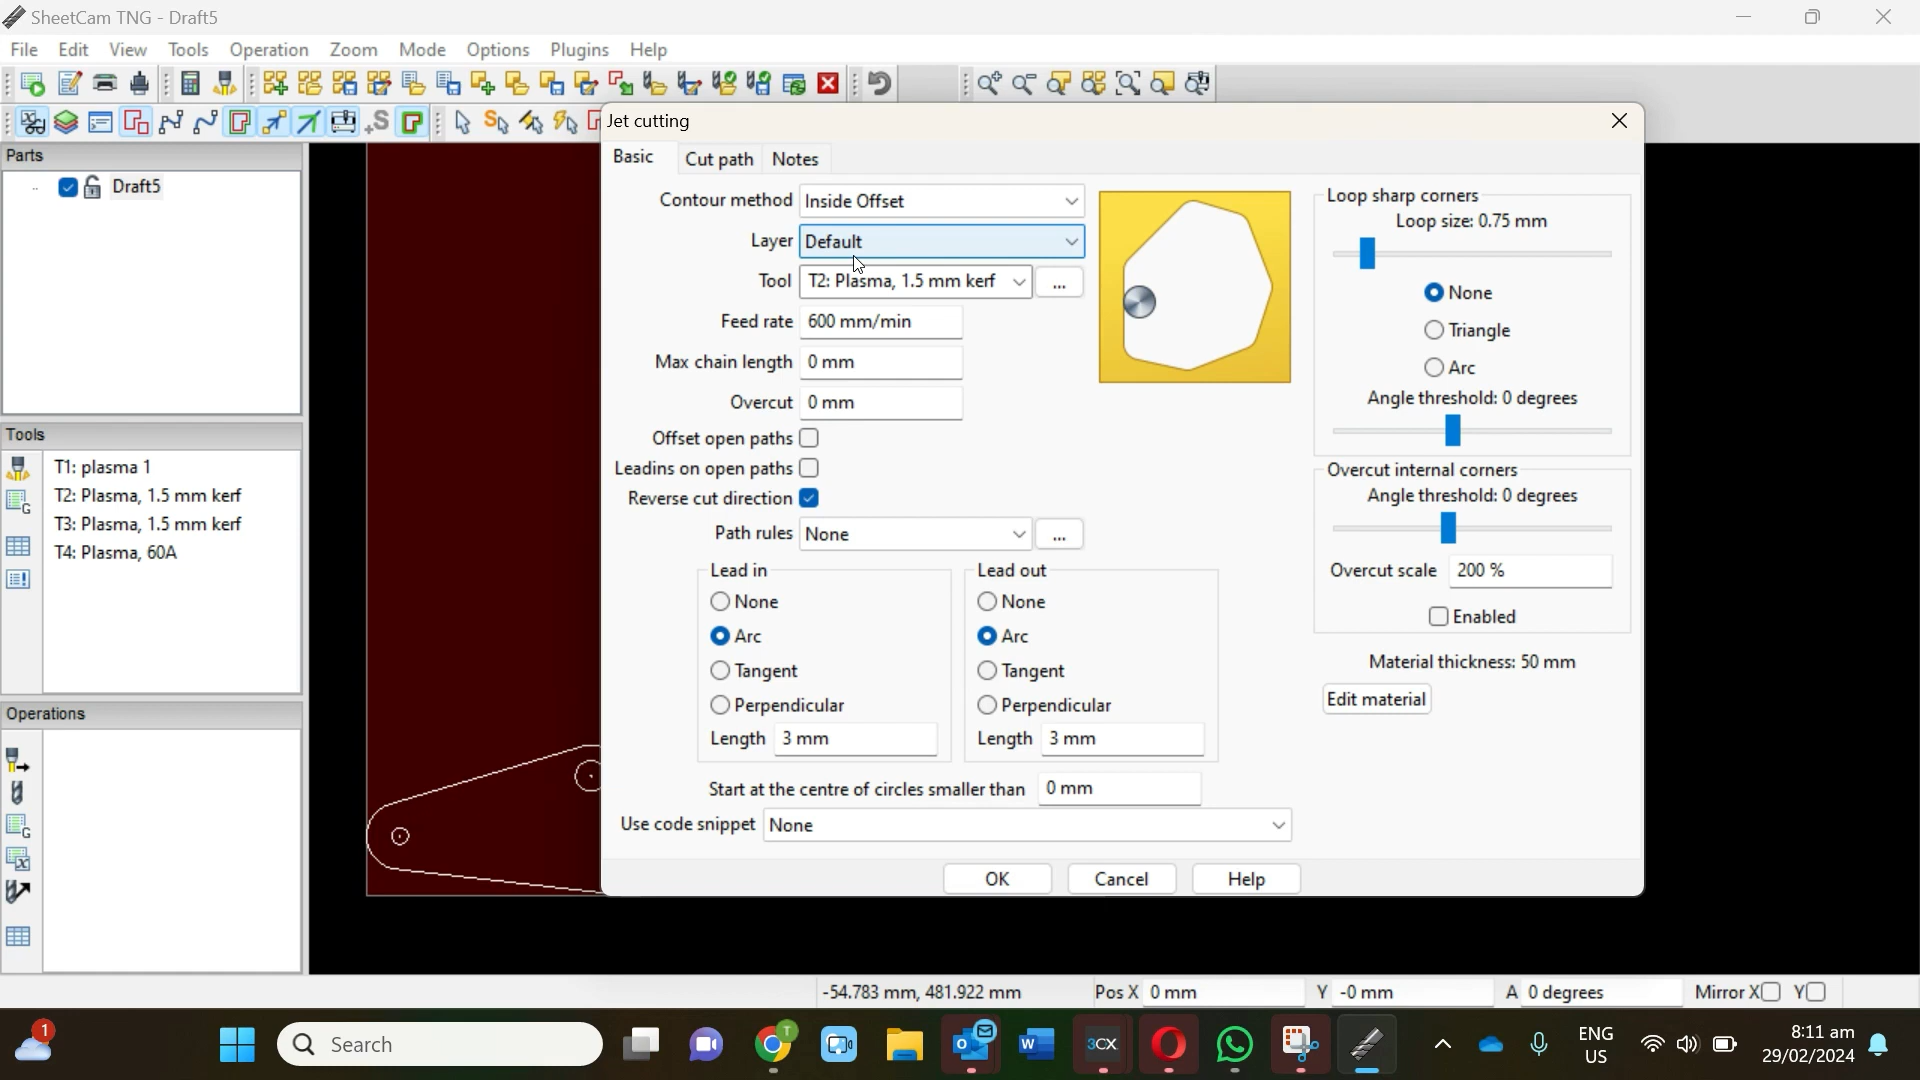 SheetCam TNG - Draft5
File Edit View Tools Operation Zoom Mode Options Plugins Help
Jet cutting
Parts
Draft5
Tools
T1: plasma 1
T2: Plasma, 1.5 mm kerf
T3: Plasma, 1.5 mm kerf
T4: Plasma, 60A
Operations
Basic Cut path Notes
Contour method Inside Offset
Layer Default
Tool T2: Plasma, 1.5 mm kerf ...
Feed rate 600 mm/min
Max chain length 0 mm
Overcut 0 mm
Offset open paths
Leadins on open paths
Reverse cut direction
Path rules None ...
Lead in
None
Arc
Tangent
Perpendicular
Length 3 mm
Lead out
None
Arc
Tangent
Perpendicular
Length 3 mm
Start at the centre of circles smaller than 0 mm
Use code snippet None
Loop sharp corners
Loop size: 0.75 mm
None
Triangle
Arc
Angle threshold: 0 degrees
Overcut internal corners
Angle threshold: 0 degrees
Overcut scale 200 %
Enabled
Material thickness: 50 mm
Edit material
OK Cancel Help
-54.783 mm, 481.922 mm Pos X 0 mm Y -0 mm A 0 degrees Mirror X Y
1 Search T 3CX ENG 8:11 am
US 29/02/2024